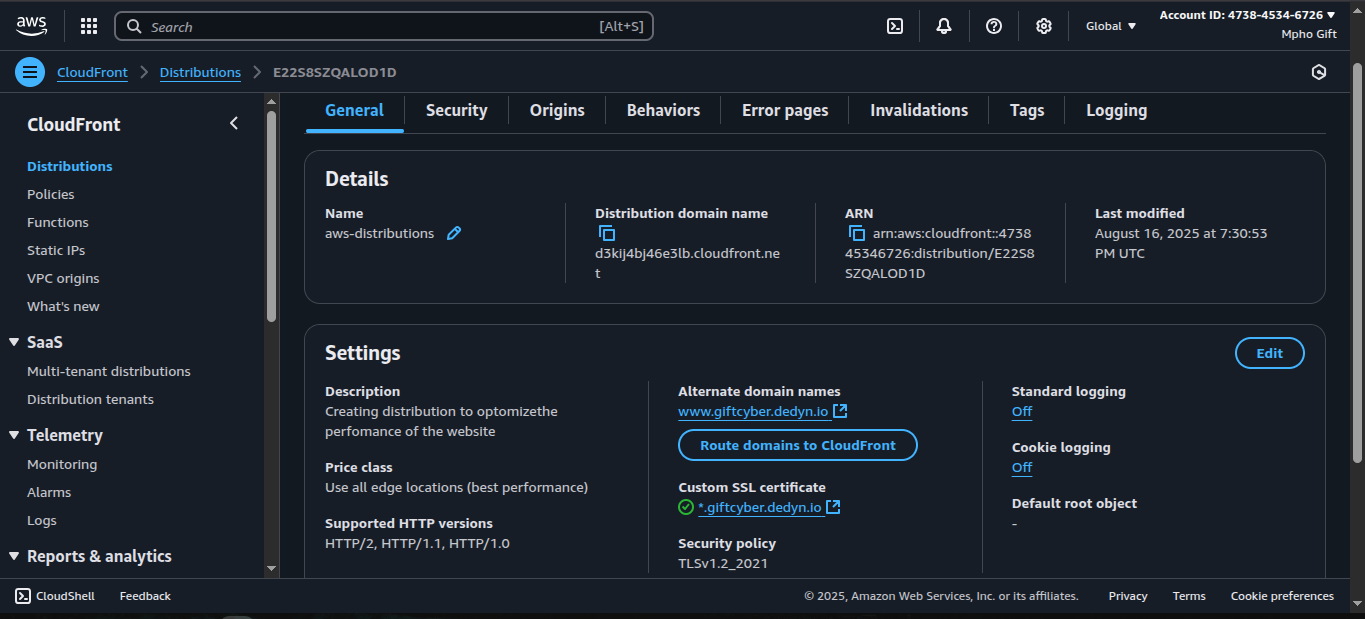 aws
Search
[Alt+S]
Global
Account ID: 4738-4534-6726
Mpho Gift
CloudFront
Distributions
E22S8SZQALOD1D
CloudFront
Distributions
Policies
Functions
Static IPs
VPC origins
What's new
SaaS
Multi-tenant distributions
Distribution tenants
Telemetry
Monitoring
Alarms
Logs
Reports & analytics
General
Security
Origins
Behaviors
Error pages
Invalidations
Tags
Logging
Details
Name
aws-distributions
Distribution domain name
d3kij4bj46e3lb.cloudfront.ne
t
ARN
arn:aws:cloudfront::4738
45346726:distribution/E22S8
SZQALOD1D
Last modified
August 16, 2025 at 7:30:53
PM UTC
Settings
Edit
Description
Creating distribution to optomizethe
perfomance of the website
Price class
Use all edge locations (best performance)
Supported HTTP versions
HTTP/2, HTTP/1.1, HTTP/1.0
Alternate domain names
www.giftcyber.dedyn.io
Route domains to CloudFront
Custom SSL certificate
*.giftcyber.dedyn.io
Security policy
TLSv1.2_2021
Standard logging
Off
Cookie logging
Off
Default root object
-
CloudShell
Feedback
© 2025, Amazon Web Services, Inc. or its affiliates.
Privacy
Terms
Cookie preferences